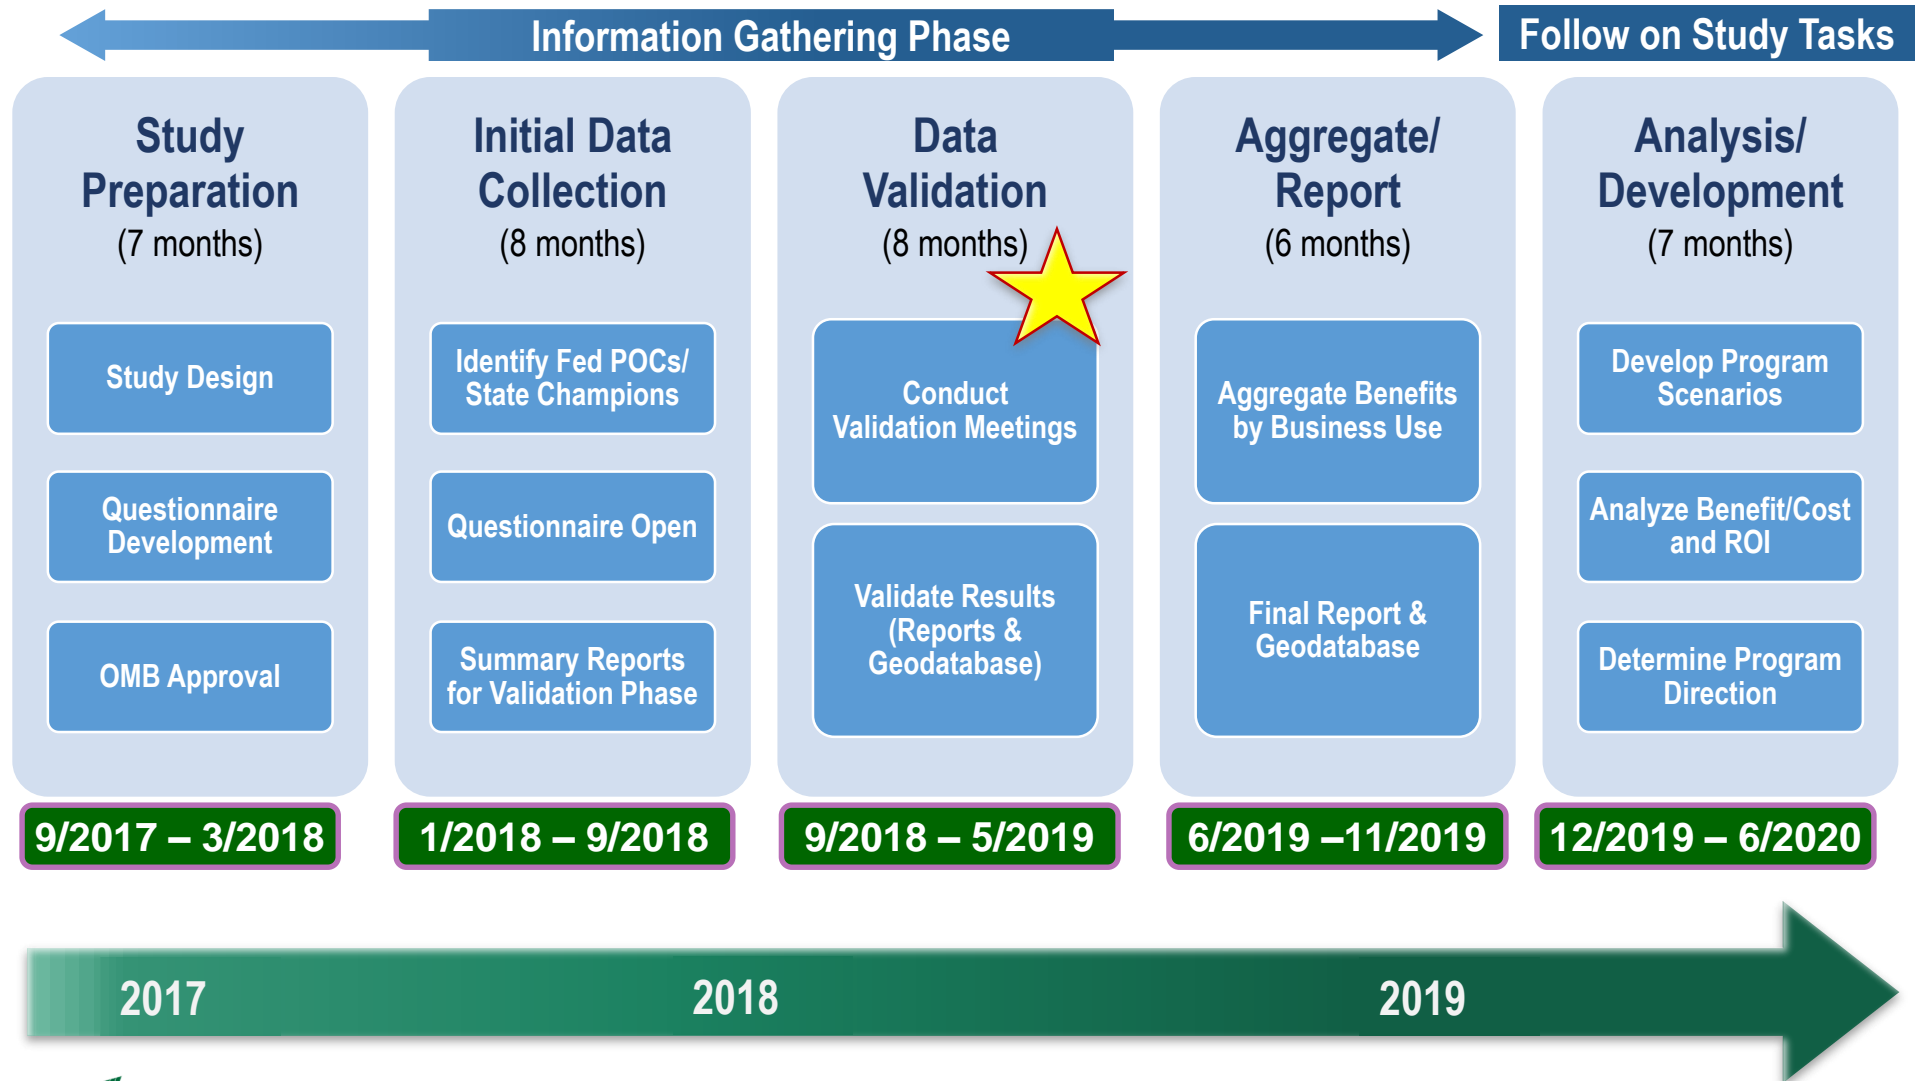 Information Gathering Phase
Follow on Study Tasks
Study
Preparation
(7 months)
Study Design
Questionnaire
Development
OMB Approval
9/2017 – 3/2018
Initial Data
Collection
(8 months)
Identify Fed POCs/
State Champions
Questionnaire Open
Summary Reports
for Validation Phase
1/2018 – 9/2018
Data
Validation
(8 months)
Conduct
Validation Meetings
Validate Results
(Reports &
Geodatabase)
9/2018 – 5/2019
Aggregate/
Report
(6 months)
Aggregate Benefits
by Business Use
Final Report &
Geodatabase
6/2019 –11/2019
Analysis/
Development
(7 months)
Develop Program
Scenarios
Analyze Benefit/Cost
and ROI
Determine Program
Direction
12/2019 – 6/2020
2017
2018
2019